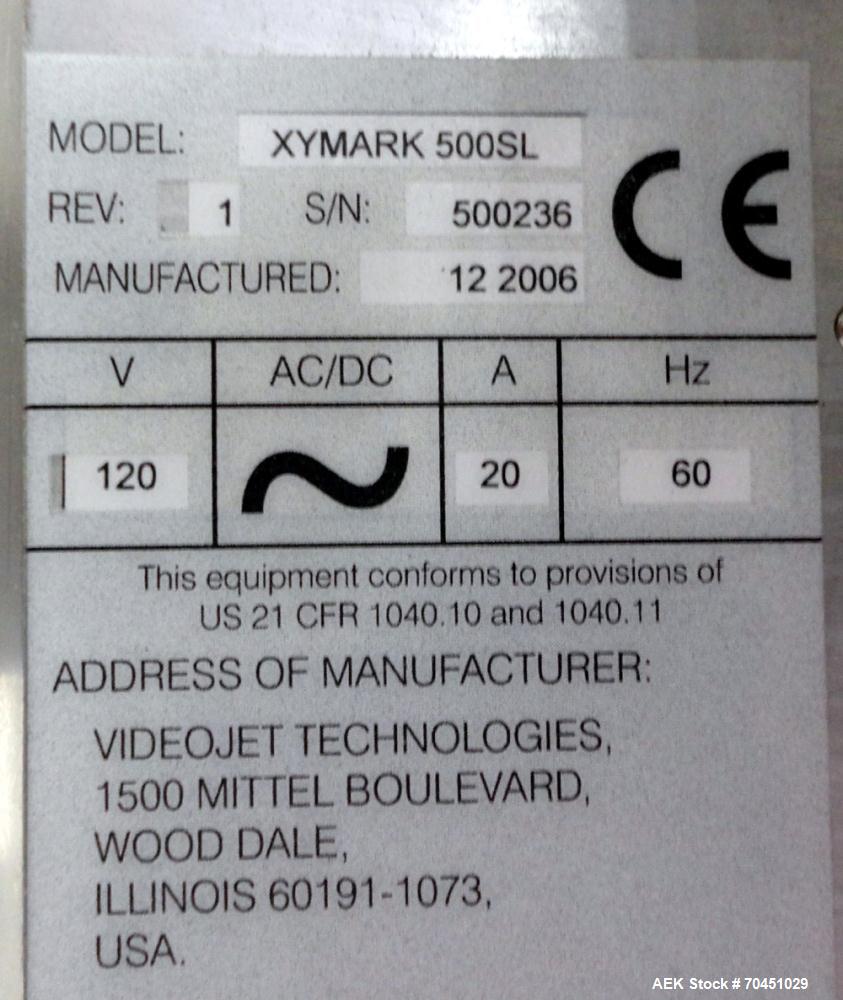 MODEL: XYMARK 500SL
REV: 1 S/N: 500236
CE
MANUFACTURED: 12 2006
V AC/DC A Hz
120 ~ 20 60
This equipment conforms to provisions of
US 21 CFR 1040.10 and 1040.11
ADDRESS OF MANUFACTURER:
VIDEOJET TECHNOLOGIES,
1500 MITTEL BOULEVARD,
WOOD DALE,
ILLINOIS 60191-1073,
USA.
AEK Stock # 70451029